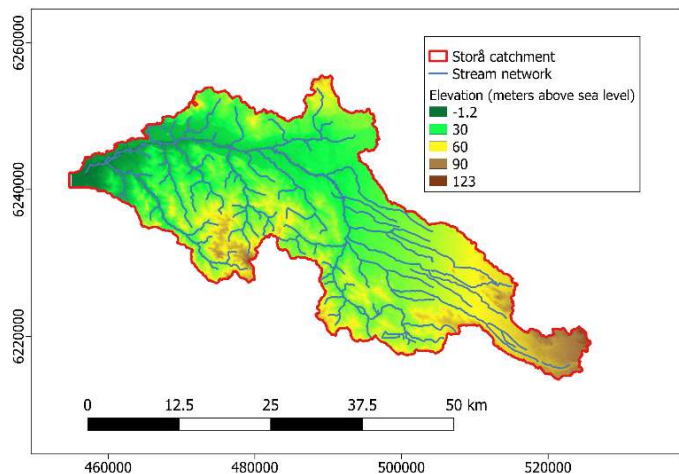 6260000
6240000
6220000
Storå catchment
Stream network
Elevation (meters above sea level)
-1.2
30
60
90
123
0 12.5 25 37.5 50 km
460000 480000 500000 520000